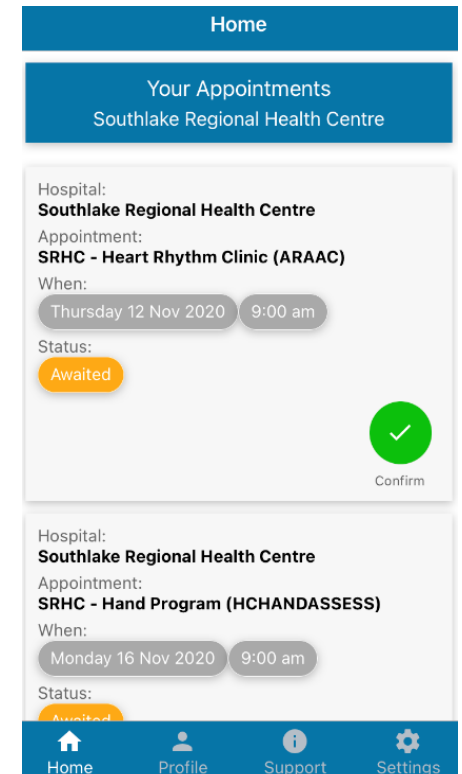 Home
Your Appointments
Southlake Regional Health Centre
Hospital:
Southlake Regional Health Centre
Appointment:
SRHC - Heart Rhythm Clinic (ARAAC)
When:
Thursday 12 Nov 2020 9:00 am
Status:
Awaited
Confirm
Hospital:
Southlake Regional Health Centre
Appointment:
SRHC - Hand Program (HCHANDASSESS)
When:
Monday 16 Nov 2020 9:00 am
Status:
Awaited
Home Profile Support Settings